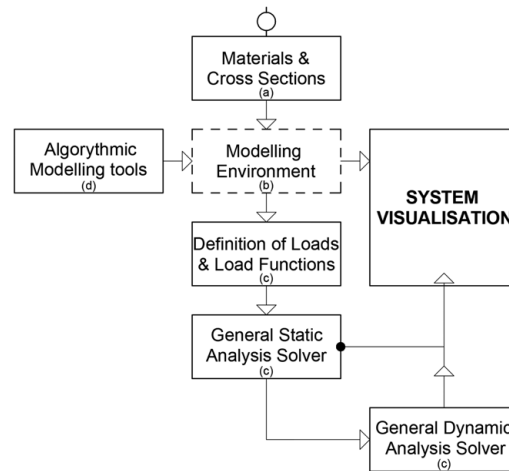 Materials &
Cross Sections
(a)
Algorythmic
Modelling tools
(d)
Modelling
Environment
(b)
SYSTEM
VISUALISATION
Definition of Loads
& Load Functions
(c)
General Static
Analysis Solver
(c)
General Dynamic
Analysis Solver
(c)